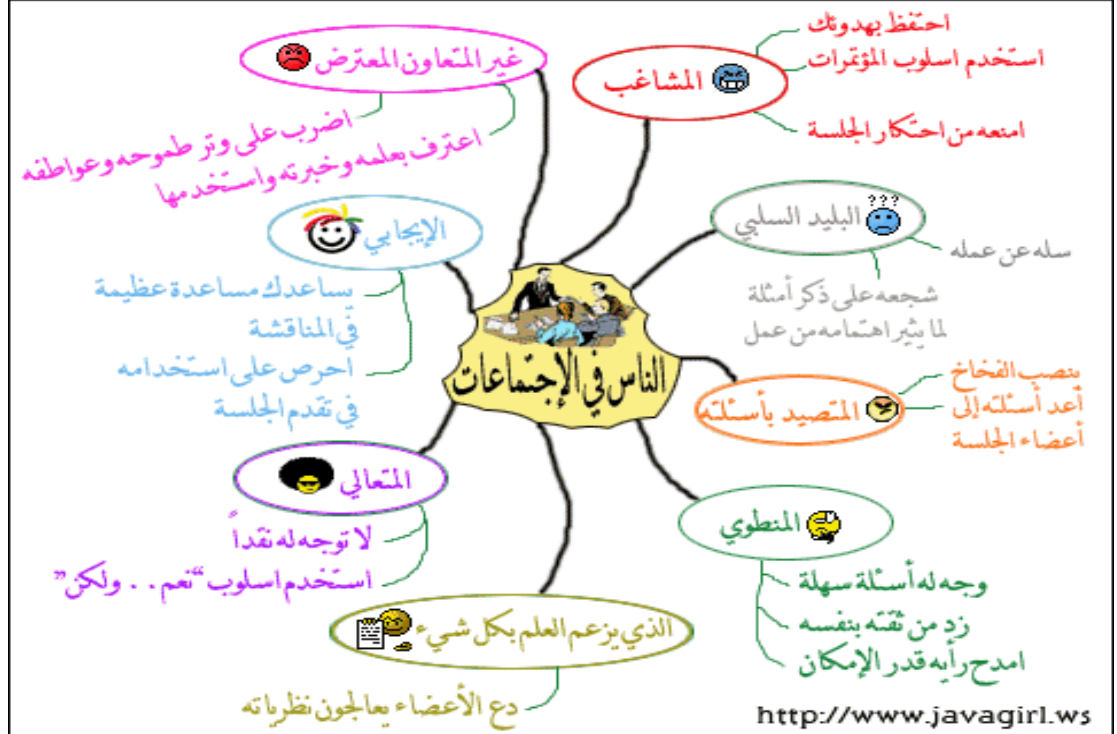 احتفظ بهدوئك
استخدم اسلوب المؤتمرات
المشاغب
امنعه من احتكار الجلسة
???
البليد السلبي
سله عن عمله
شجعه على ذكر أمثلة
لما يثير اهتمامه من عمل
ينصب الفخاخ
المتصيد بأسئلته
أعد أسئلته إلى
أعضاء الجلسة
المنطوي
وجه له أسئلة سهلة
زد من ثقته بنفسه
امدح رأيه قدر الإمكان
الذي يزعم العلم بكل شيء
دع الأعضاء يعالجون نظرياته
المتعالي
لا توجه له نقداً
استخدم اسلوب “نعم . . ولكن”
الإيجابي
يساعدك مساعدة عظيمة
في المناقشة
احرص على استخدامه
في تقدم الجلسة
غير المتعاون المعترض
اضرب على وتر طموحه وعواطفه
اعترف بعلمه وخبرته واستخدمها
الناس في الإجتماعات
http://www.javagirl.ws